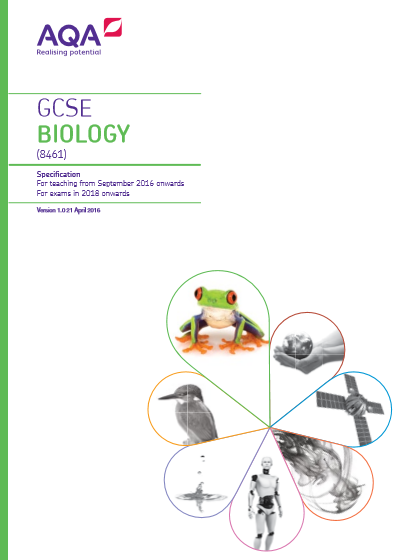 AQA
Realising potential
GCSE
BIOLOGY
(8461)
Specification
For teaching from September 2016 onwards
For exams in 2018 onwards
Version 1.0 21 April 2016